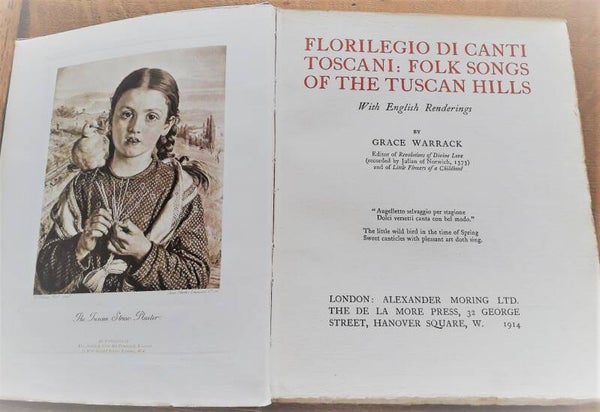 The Tuscan Straw Plaiter
FLORILEGIO DI CANTI
TOSCANI: FOLK SONGS
OF THE TUSCAN HILLS
With English Renderings
BY
GRACE WARRACK
Editor of Revelations of Divine Love
(recorded by Julian of Norwich, 1373)
and of Little Flowers of a Childhood
"Augelletto selvaggio per stagione
Dolci versetti canta con bel modo."
The little wild bird in the time of Spring
Sweet canticles with pleasant art doth sing.
LONDON: ALEXANDER MORING LTD.
THE DE LA MORE PRESS, 32 GEORGE
STREET, HANOVER SQUARE, W. 1914